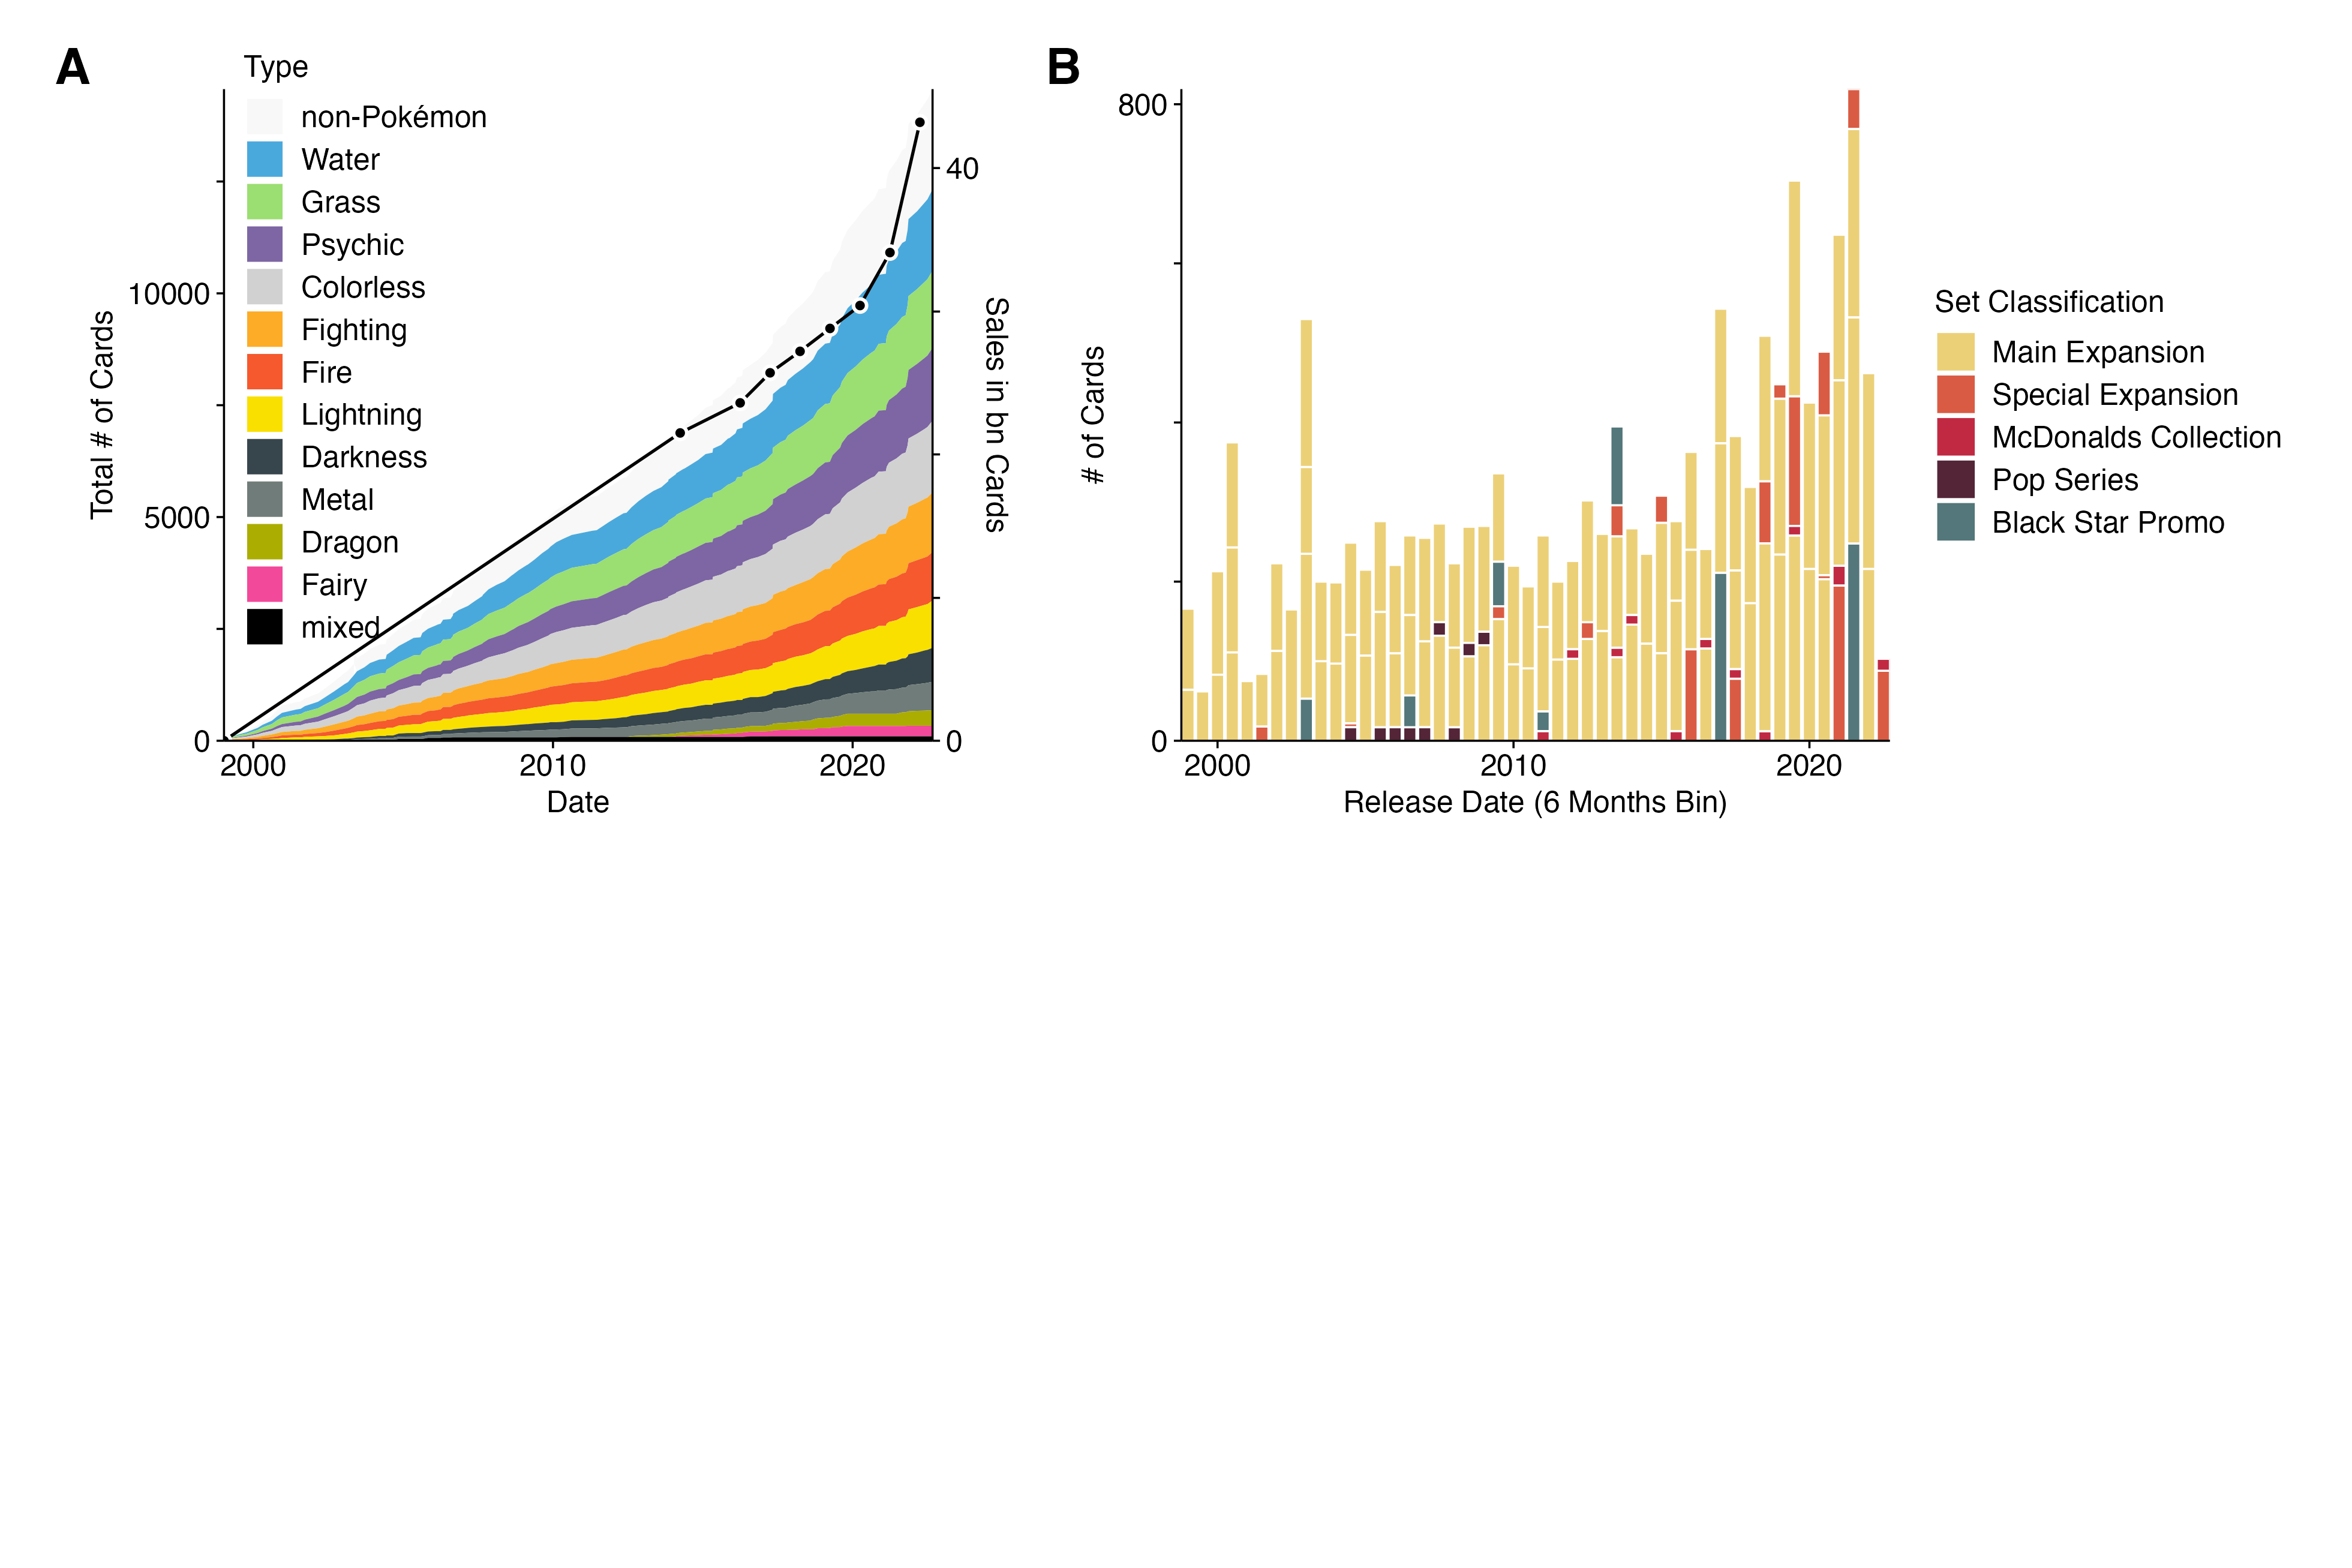 A
Type
non-Pokémon
Water
Grass
Psychic
Colorless
Fighting
Fire
Lightning
Darkness
Metal
Dragon
Fairy
mixed
Total # of Cards
10000
5000
0
2000
2010
2020
Date
40
0
Sales in bn Cards
B
# of Cards
800
0
2000
2010
2020
Release Date (6 Months Bin)
Set Classification
Main Expansion
Special Expansion
McDonalds Collection
Pop Series
Black Star Promo